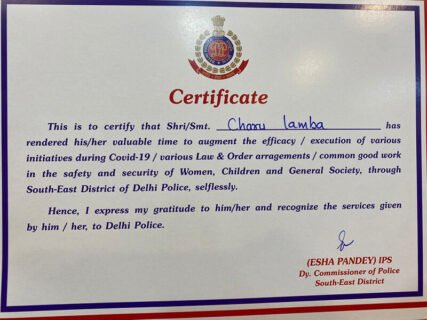 Certificate
This is to certify that Shri/Smt. Charu lamba has
rendered his/her valuable time to augment the efficacy / execution of various
initiatives during Covid-19 / various Law & Order arragements / common good work
in the safety and security of Women, Children and General Society, through
South-East District of Delhi Police, selflessly.
Hence, I express my gratitude to him/her and recognize the services given
by him / her, to Delhi Police.
(ESHA PANDEY) IPS
Dy. Commissioner of Police
South-East District